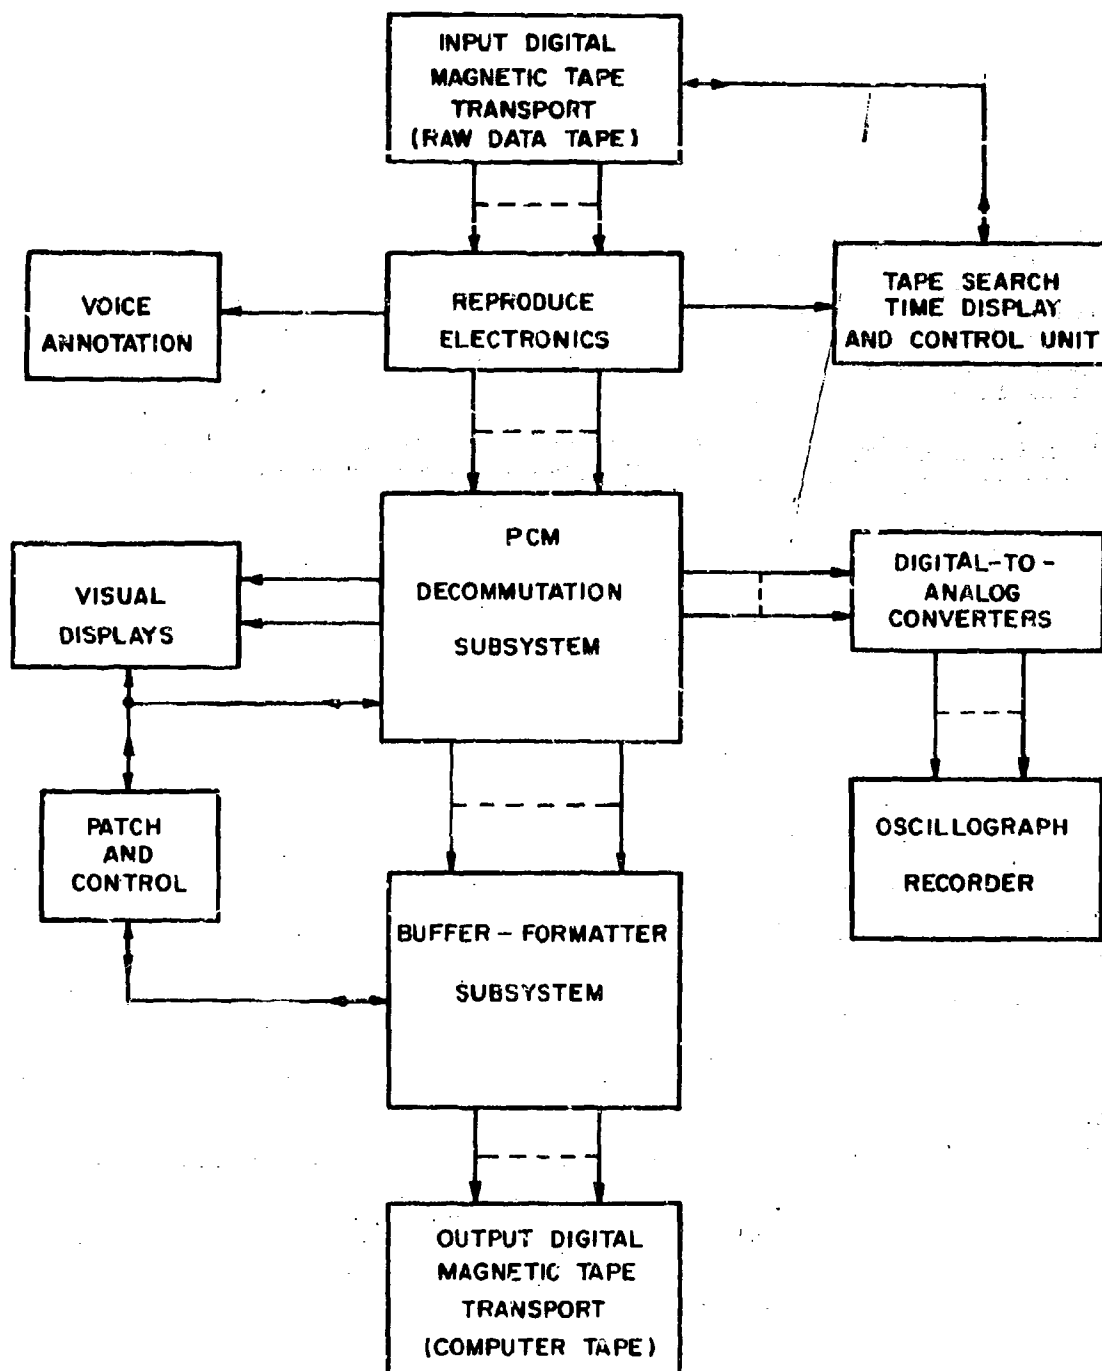 INPUT DIGITAL
MAGNETIC TAPE
TRANSPORT
(RAW DATA TAPE)
VOICE
ANNOTATION
REPRODUCE
ELECTRONICS
TAPE SEARCH
TIME DISPLAY
AND CONTROL UNIT
VISUAL
DISPLAYS
PCM
DECOMMUTATION
SUBSYSTEM
DIGITAL-TO-
ANALOG
CONVERTERS
PATCH
AND
CONTROL
BUFFER-FORMATTER
SUBSYSTEM
OSCILLOGRAPH
RECORDER
OUTPUT DIGITAL
MAGNETIC TAPE
TRANSPORT
(COMPUTER TAPE)